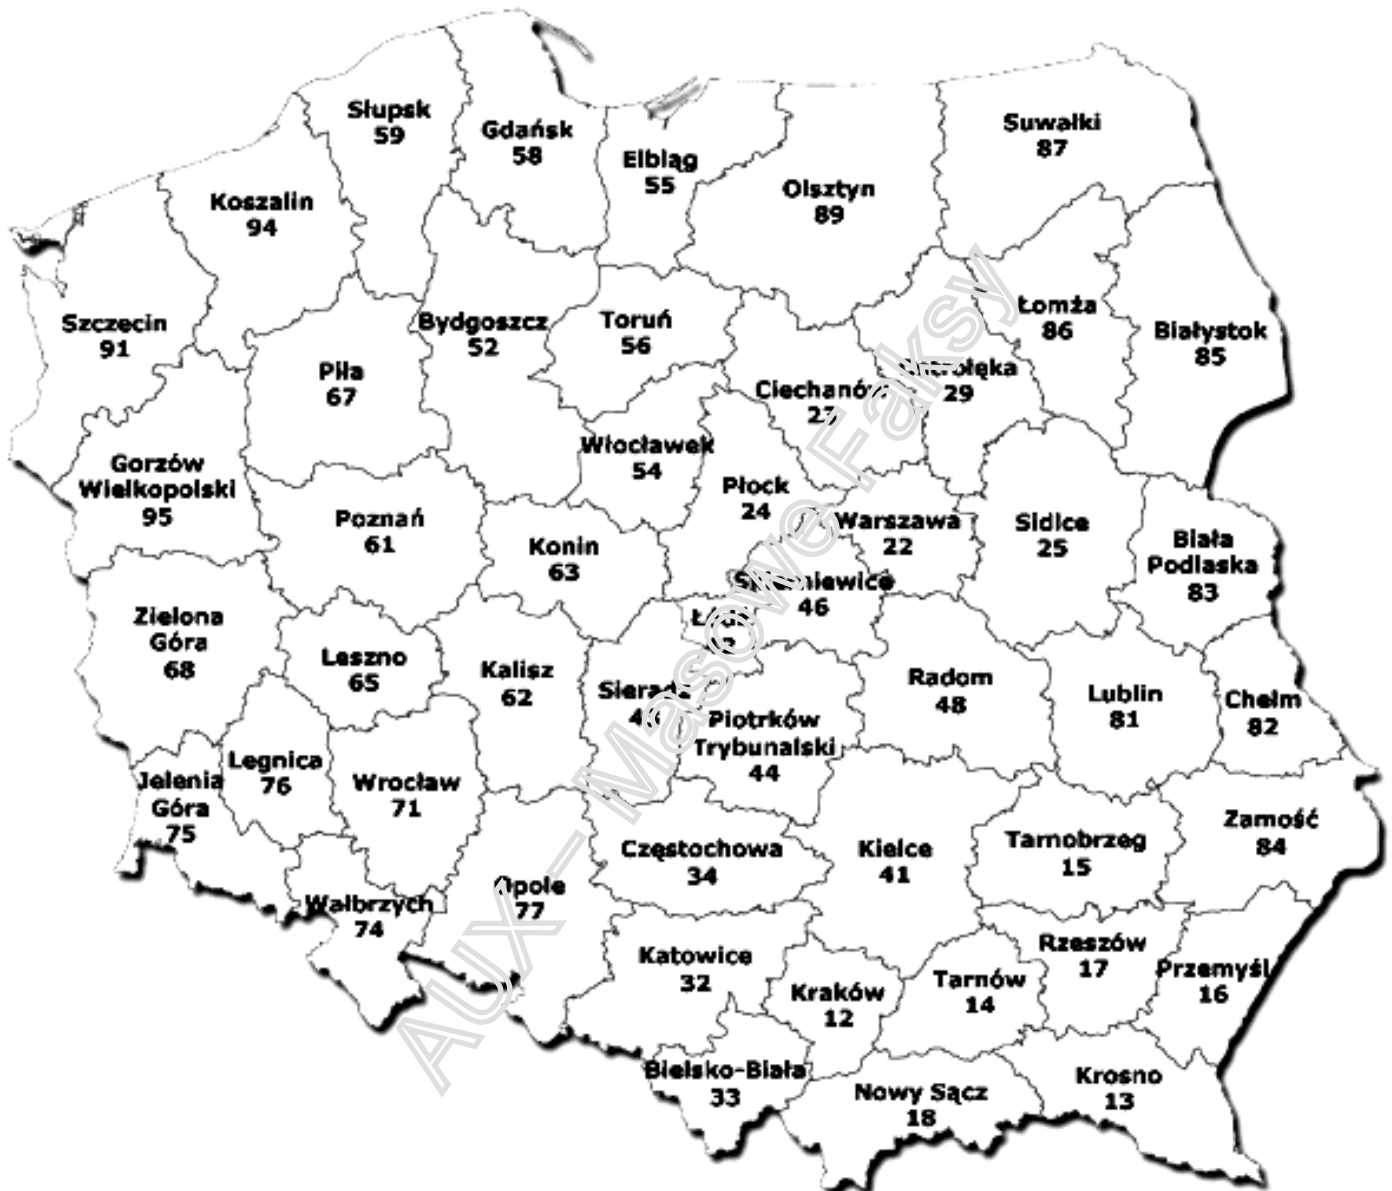 Słupsk
59
Gdańsk
58
Elbląg
55
Suwałki
87
Olsztyn
89
Koszalin
94
Szczecin
91
Bydgoszcz
52
Toruń
56
Łomża
86
Białystok
85
Piła
67
Ciechanów
23
Ostrołęka
29
Włocławek
54
Gorzów
Wielkopolski
95
Płock
24
Poznań
61
Konin
63
Warszawa
22
Sidlce
25
Biała
Podlaska
83
Skierniewice
46
Łódź
Zielona
Góra
68
Leszno
65
Kalisz
62
Sieradz
Radom
48
Lublin
81
Chełm
82
Piotrków
Trybunalski
44
Legnica
76
Jelenia
Góra
75
Wrocław
71
Częstochowa
34
Kielce
41
Tarnobrzeg
15
Zamość
84
Opole
77
Wałbrzych
74
Katowice
32
Kraków
12
Tarnów
14
Rzeszów
17
Przemyśl
16
Bielsko-Biała
33
Nowy Sącz
18
Krosno
13
AUX - Masowe Faksy